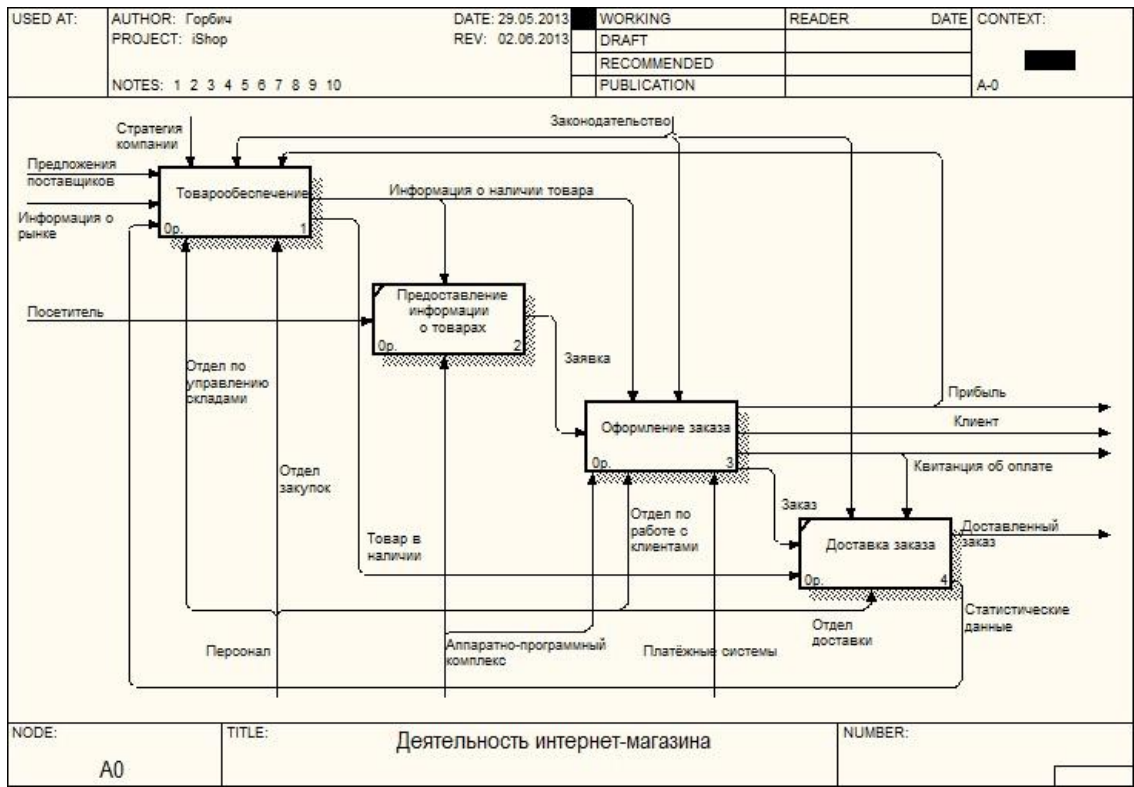 USED AT:
AUTHOR: Горбич
DATE: 29.05.2013
WORKING
READER
DATE
CONTEXT:
PROJECT: iShop
REV: 02.06.2013
DRAFT
RECOMMENDED
NOTES: 1 2 3 4 5 6 7 8 9 10
PUBLICATION
A-0
Стратегия
компании
Законодательство
Предложения
поставщиков
Товарообеспечение
0р.
1
Информация о наличии товара
Информация о
рынке
Посетитель
Предоставление
информации
о товарах
0р.
2
Заявка
Отдел по
управлению
складами
Прибыль
Клиент
Оформление заказа
0р.
3
Квитанция об оплате
Отдел
закупок
Заказ
Отдел по
работе с
клиентами
Товар в
наличии
Доставленный
заказ
Доставка заказа
0р.
4
Статистические
данные
Отдел
доставки
Персонал
Аппаратно-программный
комплекс
Платёжные системы
NODE:
A0
TITLE:
Деятельность интернет-магазина
NUMBER: